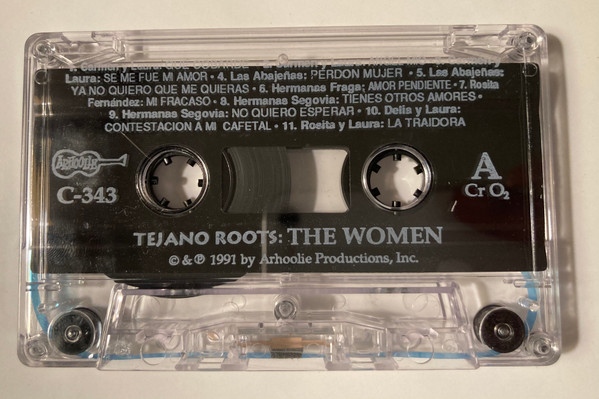 Laura: SE ME FUE MI AMOR • 4. Las Abajeñas: PERDON MUJER • 5. Las Abajeñas:
YA NO QUIERO QUE ME QUIERAS • 6. Hermanas Fraga: AMOR PENDIENTE • 7. Rosita
Fernández: MI FRACASO • 8. Hermanas Segovia: TIENES OTROS AMORES •
9. Hermanas Segovia: NO QUIERO ESPERAR • 10. Delia y Laura:
CONTESTACION A MI CAFETAL • 11. Rosita y Laura: LA TRAIDORA
ARHOOLIE
C-343
A
Cr O₂
TEJANO ROOTS: THE WOMEN
© & ℗ 1991 by Arhoolie Productions, Inc.